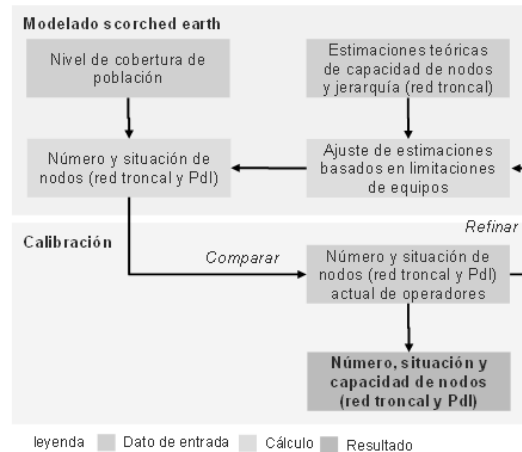 Modelado scorched earth
Nivel de cobertura de
población
Estimaciones teóricas
de capacidad de nodos
y jerarquía (red troncal)
Número y situación de
nodos (red troncal y PdI)
Ajuste de estimaciones
basados en limitaciones
de equipos
Refinar
Calibración
Comparar
Número y situación de
nodos (red troncal y PdI)
actual de operadores
Número, situación y
capacidad de nodos
(red troncal y PdI)
leyenda Dato de entrada Cálculo Resultado